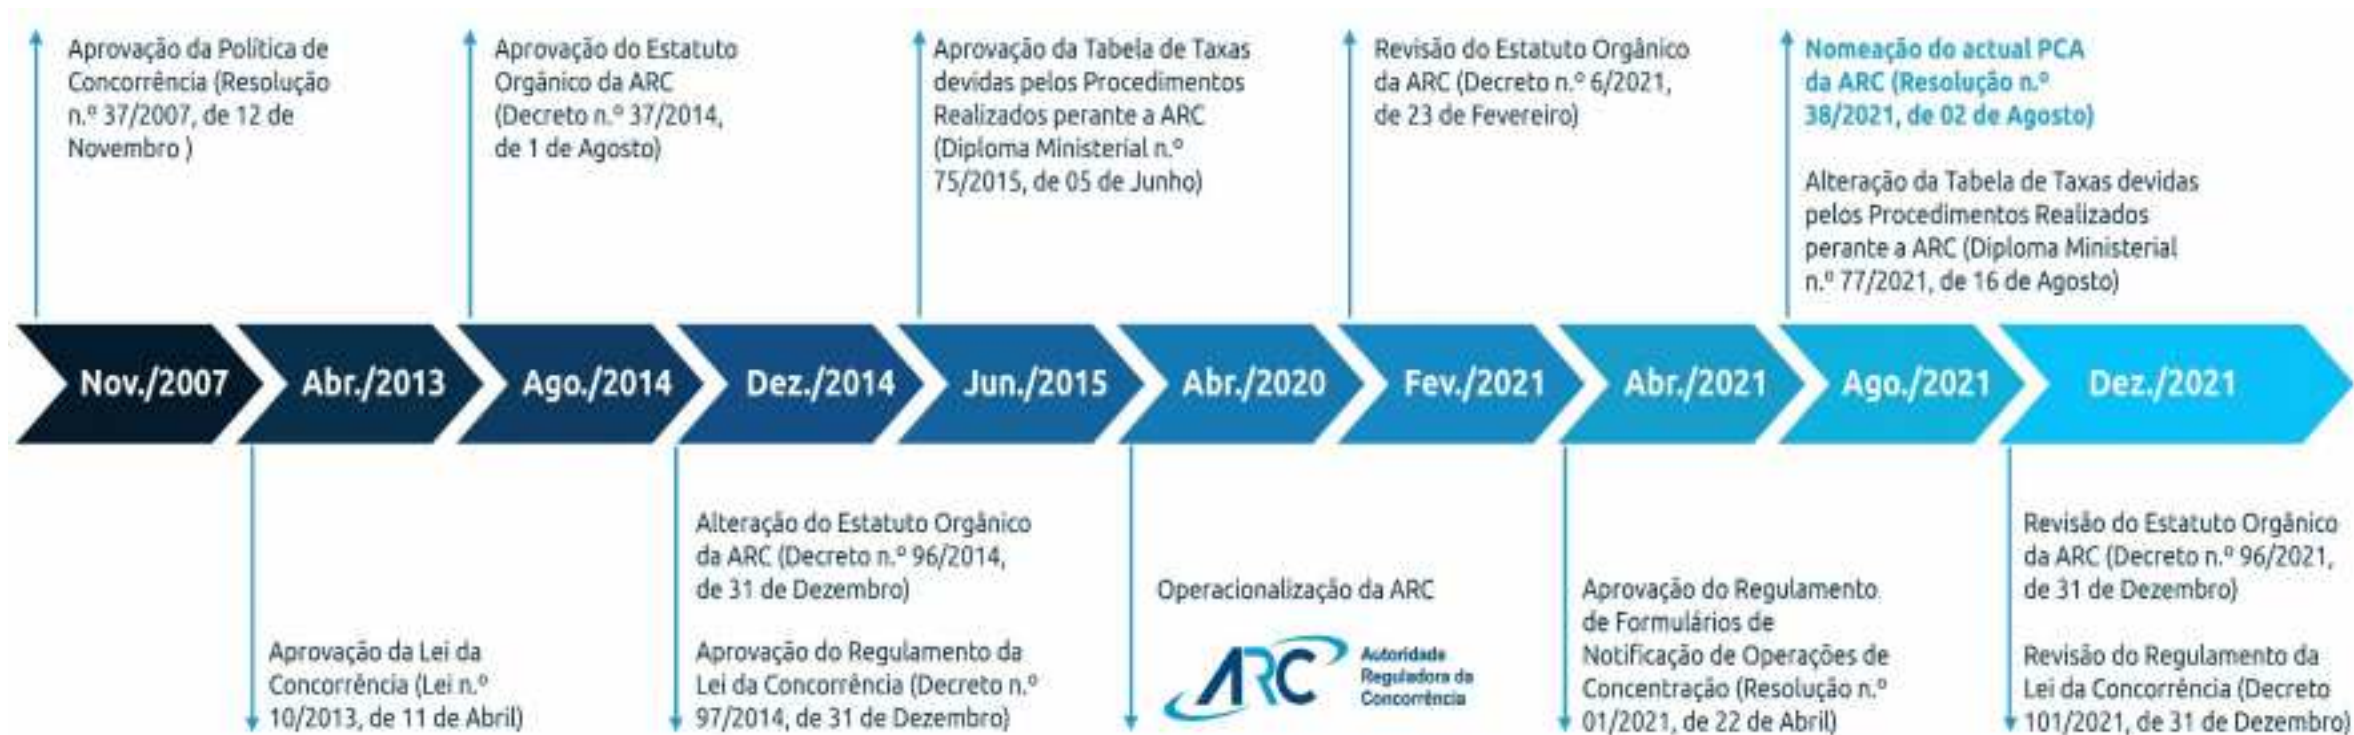 Aprovação da Política de
Concorrência (Resolução
n.º 37/2007, de 12 de
Novembro )
Aprovação do Estatuto
Orgânico da ARC
(Decreto n.º 37/2014,
de 1 de Agosto)
Aprovação da Tabela de Taxas
devidas pelos Procedimentos
Realizados perante a ARC
(Diploma Ministerial n.º
75/2015, de 05 de Junho)
Revisão do Estatuto Orgânico
da ARC (Decreto n.º 6/2021,
de 23 de Fevereiro)
Nomeação do actual PCA
da ARC (Resolução n.º
38/2021, de 02 de Agosto)
Alteração da Tabela de Taxas devidas
pelos Procedimentos Realizados
perante a ARC (Diploma Ministerial
n.º 77/2021, de 16 de Agosto)
Nov./2007
Abr./2013
Ago./2014
Dez./2014
Jun./2015
Abr./2020
Fev./2021
Abr./2021
Ago./2021
Dez./2021
Aprovação da Lei da
Concorrência (Lei n.º
10/2013, de 11 de Abril)
Alteração do Estatuto Orgânico
da ARC (Decreto n.º 96/2014,
de 31 de Dezembro)
Aprovação do Regulamento da
Lei da Concorrência (Decreto n.º
97/2014, de 31 de Dezembro)
Operacionalização da ARC
ARC
Autoridade
Reguladora da
Concorrência
Aprovação do Regulamento
de Formulários de
Notificação de Operações de
Concentração (Resolução n.º
01/2021, de 22 de Abril)
Revisão do Estatuto Orgânico
da ARC (Decreto n.º 96/2021,
de 31 de Dezembro)
Revisão do Regulamento da
Lei da Concorrência (Decreto
101/2021, de 31 de Dezembro)